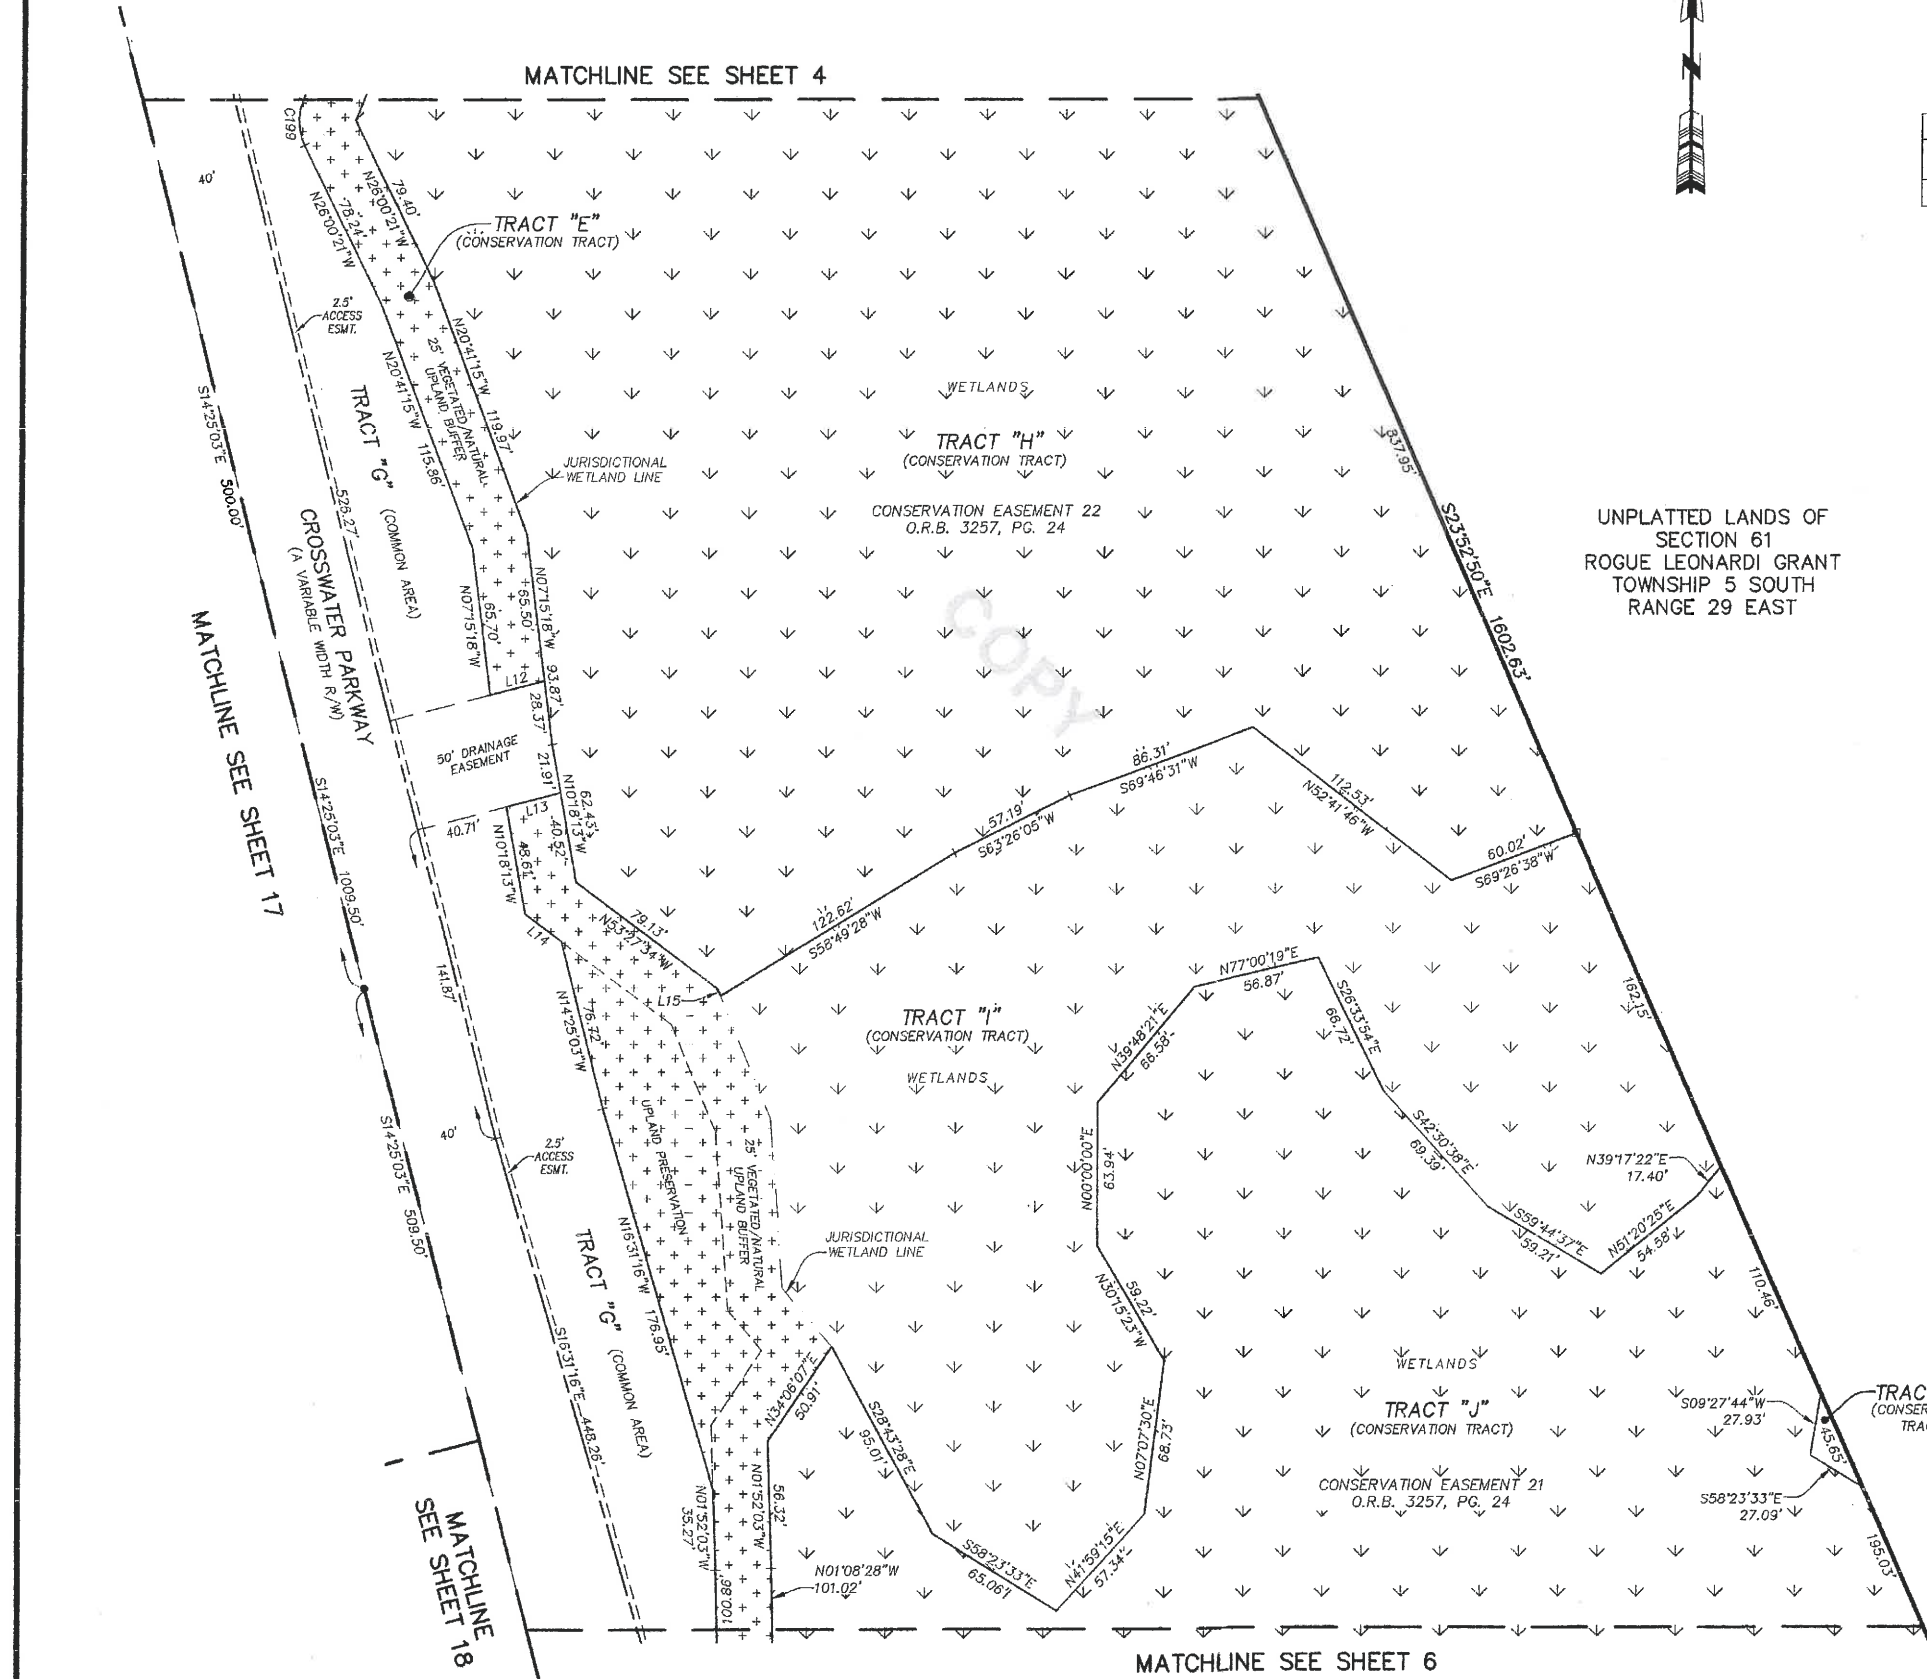 MATCHLINE SEE SHEET 4
N
C199
40'
79.40'
N26°00'21"W
78.24'
N26°00'21"W
TRACT "E"
(CONSERVATION TRACT)
2.5'
ACCESS
ESMT.
N20°41'15"W 119.97'
25' VEGETATED/NATURAL
UPLAND BUFFER
N20°41'15"W 115.86'
WETLANDS
TRACT "H"
(CONSERVATION TRACT)
CONSERVATION EASEMENT 22
O.R.B. 3257, PG. 24
JURISDICTIONAL
WETLAND LINE
837.95'
S23°52'50"E 1602.63'
UNPLATTED LANDS OF
SECTION 61
ROGUE LEONARDI GRANT
TOWNSHIP 5 SOUTH
RANGE 29 EAST
S14°25'03"E 500.00'
TRACT "G"
(COMMON AREA)
526.27'
CROSSWATER PARKWAY
(A VARIABLE WIDTH R/W)
N07°15'18"W 93.87'
65.50'
65.70'
N07°15'18"W
L12
28.37'
50' DRAINAGE
EASEMENT
21.91'
COPY
MATCHLINE SEE SHEET 17
S14°25'03"E 1009.50'
L13
40.71'
62.43'
N10°18'13"W
40.52'
48.61'
N10°18'13"W
L14
79.13'
N53°27'34"W
L15
122.62'
S58°49'28"W
57.19'
S63°26'05"W
86.31'
S69°46'31"W
112.53'
N52°41'46"W
60.02'
S69°26'38"W
141.87'
76.72'
N14°25'03"W
TRACT "I"
(CONSERVATION TRACT)
WETLANDS
N77°00'19"E
56.87'
N39°48'21"E
66.58'
S26°33'54"E
66.72'
162.15'
N00°00'00"E
63.94'
S42°30'38"E
69.39'
N39°17'22"E
17.40'
S14°25'03"E 509.50'
40'
2.5'
ACCESS
ESMT.
UPLAND PRESERVATION
25' VEGETATED/NATURAL
UPLAND BUFFER
N16°31'16"W 176.95'
JURISDICTIONAL
WETLAND LINE
S59°44'37"E
59.21'
N51°20'25"E
54.58'
110.46'
59.22'
N30°15'23"W
TRACT "G"
(COMMON AREA)
S16°31'16"E 448.26'
N34°06'07"E
50.91'
S28°43'28"E
95.01'
N07°07'30"E
68.73'
WETLANDS
TRACT "J"
(CONSERVATION TRACT)
CONSERVATION EASEMENT 21
O.R.B. 3257, PG. 24
S09°27'44"W
27.93'
45.65'
S58°23'33"E
27.09'
195.03'
MATCHLINE
SEE SHEET 18
N01°52'03"W
35.27'
56.32'
N01°52'03"W
100.86'
N01°08'28"W
101.02'
S58°23'33"E
65.06'
N41°59'15"E
57.34'
MATCHLINE SEE SHEET 6